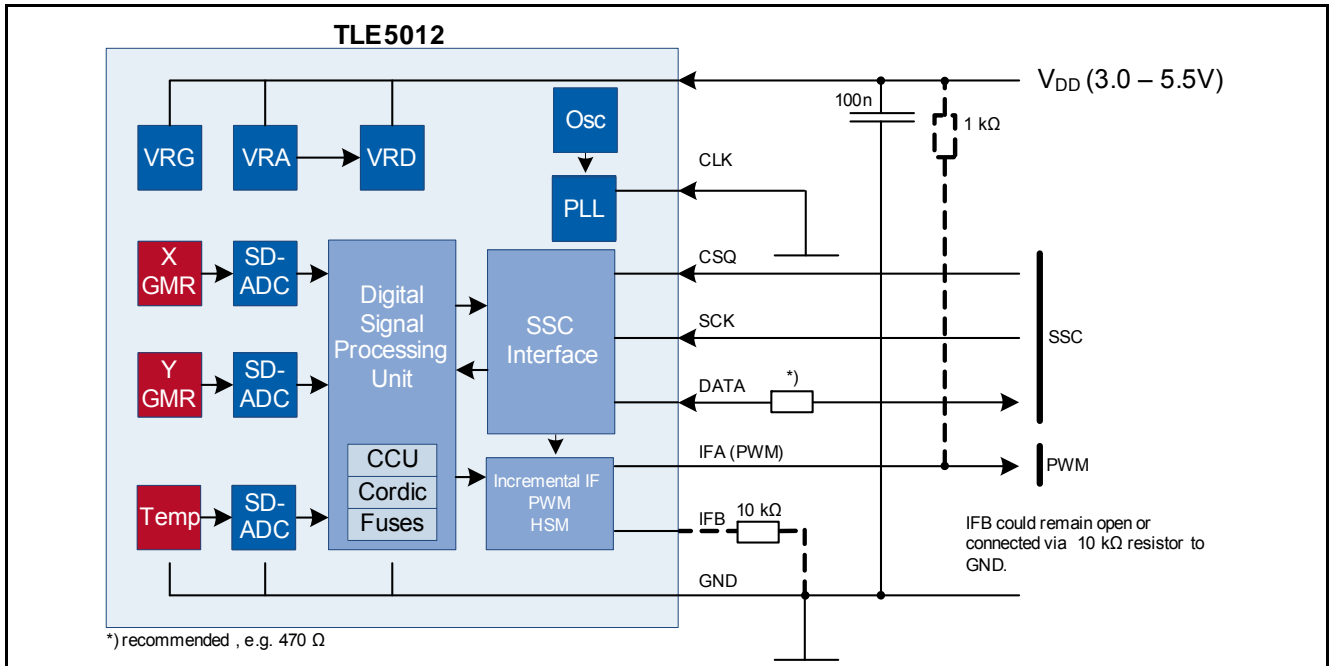 TLE5012
V_DD (3.0 – 5.5V)
100n
1 kΩ
Osc
VRG
VRA
VRD
CLK
PLL
X
GMR
SD-
ADC
CSQ
Digital
Signal
Processing
Unit
SSC
Interface
SCK
SSC
Y
GMR
SD-
ADC
DATA
*)
IFA (PWM)
PWM
CCU
Cordic
Fuses
Incremental IF
PWM
HSM
Temp
SD-
ADC
IFB
10 kΩ
IFB could remain open or
connected via 10 kΩ resistor to
GND.
GND
*) recommended , e.g. 470 Ω